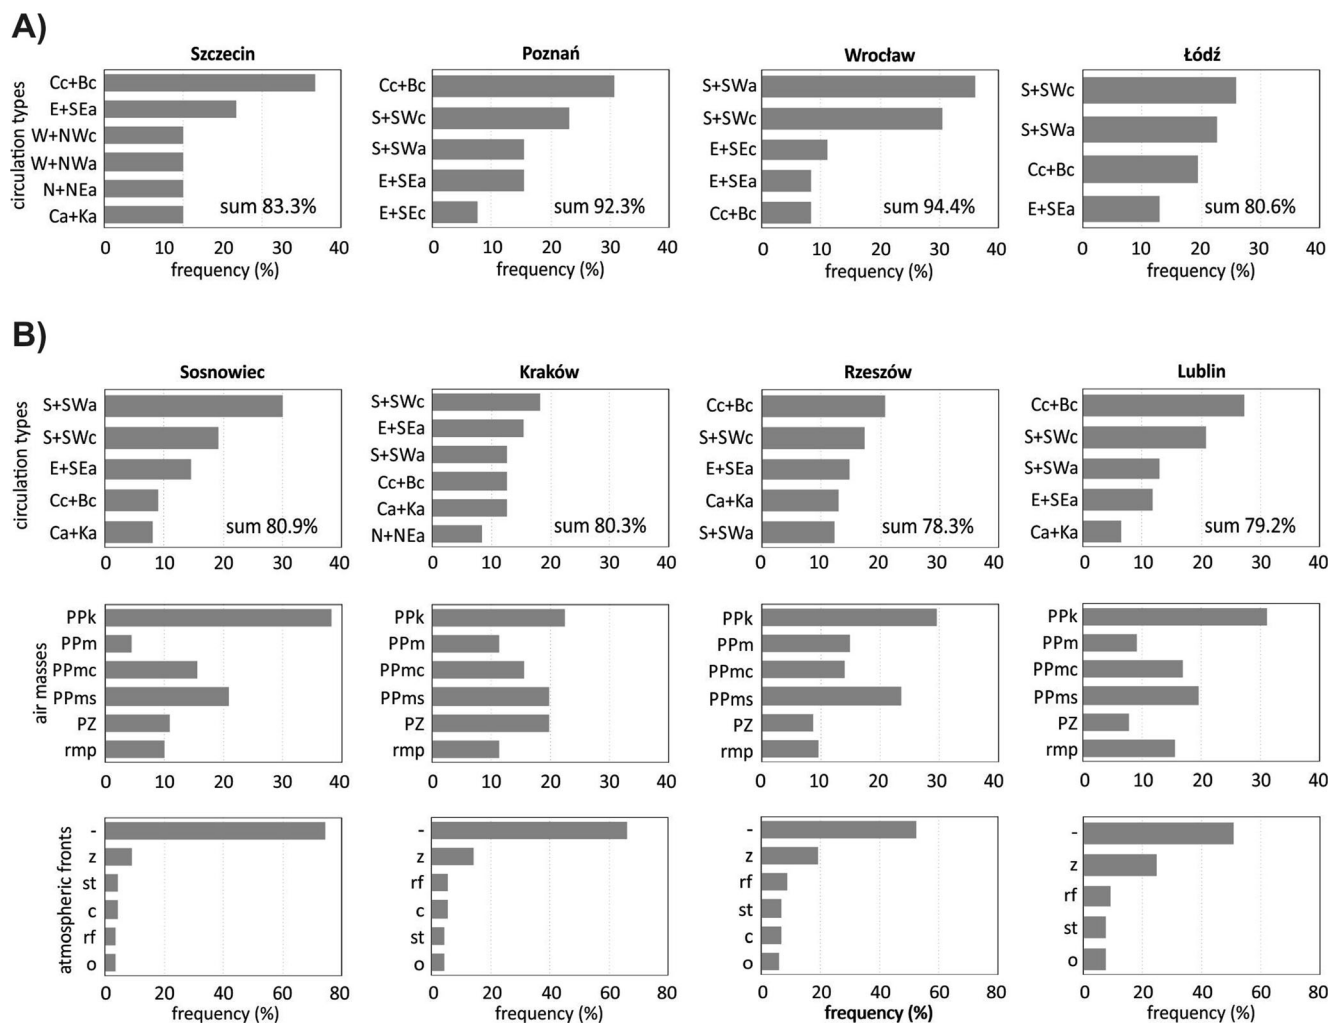 A)
Szczecin
Poznań
Wrocław
Łódź
circulation types
Cc+Bc
E+SEa
W+NWc
W+NWa
N+NEa
Ca+Ka
sum 83.3%
0 10 20 30 40
frequency (%)
Cc+Bc
S+SWc
S+SWa
E+SEa
E+SEc
sum 92.3%
0 10 20 30 40
frequency (%)
S+SWa
S+SWc
E+SEc
E+SEa
Cc+Bc
sum 94.4%
0 10 20 30 40
frequency (%)
S+SWc
S+SWa
Cc+Bc
E+SEa
sum 80.6%
0 10 20 30 40
frequency (%)
B)
Sosnowiec
Kraków
Rzeszów
Lublin
circulation types
S+SWa
S+SWc
E+SEa
Cc+Bc
Ca+Ka
sum 80.9%
0 10 20 30 40
S+SWc
E+SEa
S+SWa
Cc+Bc
Ca+Ka
N+NEa
sum 80.3%
0 10 20 30 40
Cc+Bc
S+SWc
E+SEa
Ca+Ka
S+SWa
sum 78.3%
0 10 20 30 40
Cc+Bc
S+SWc
S+SWa
E+SEa
Ca+Ka
sum 79.2%
0 10 20 30 40
air masses
PPk
PPm
PPmc
PPms
PZ
rmp
0 10 20 30 40
PPk
PPm
PPmc
PPms
PZ
rmp
0 10 20 30 40
PPk
PPm
PPmc
PPms
PZ
rmp
0 10 20 30 40
PPk
PPm
PPmc
PPms
PZ
rmp
0 10 20 30 40
atmospheric fronts
-
z
st
c
rf
o
0 20 40 60 80
frequency (%)
-
z
rf
c
st
o
0 20 40 60 80
frequency (%)
-
z
rf
st
c
o
0 20 40 60 80
frequency (%)
-
z
rf
st
o
0 20 40 60 80
frequency (%)